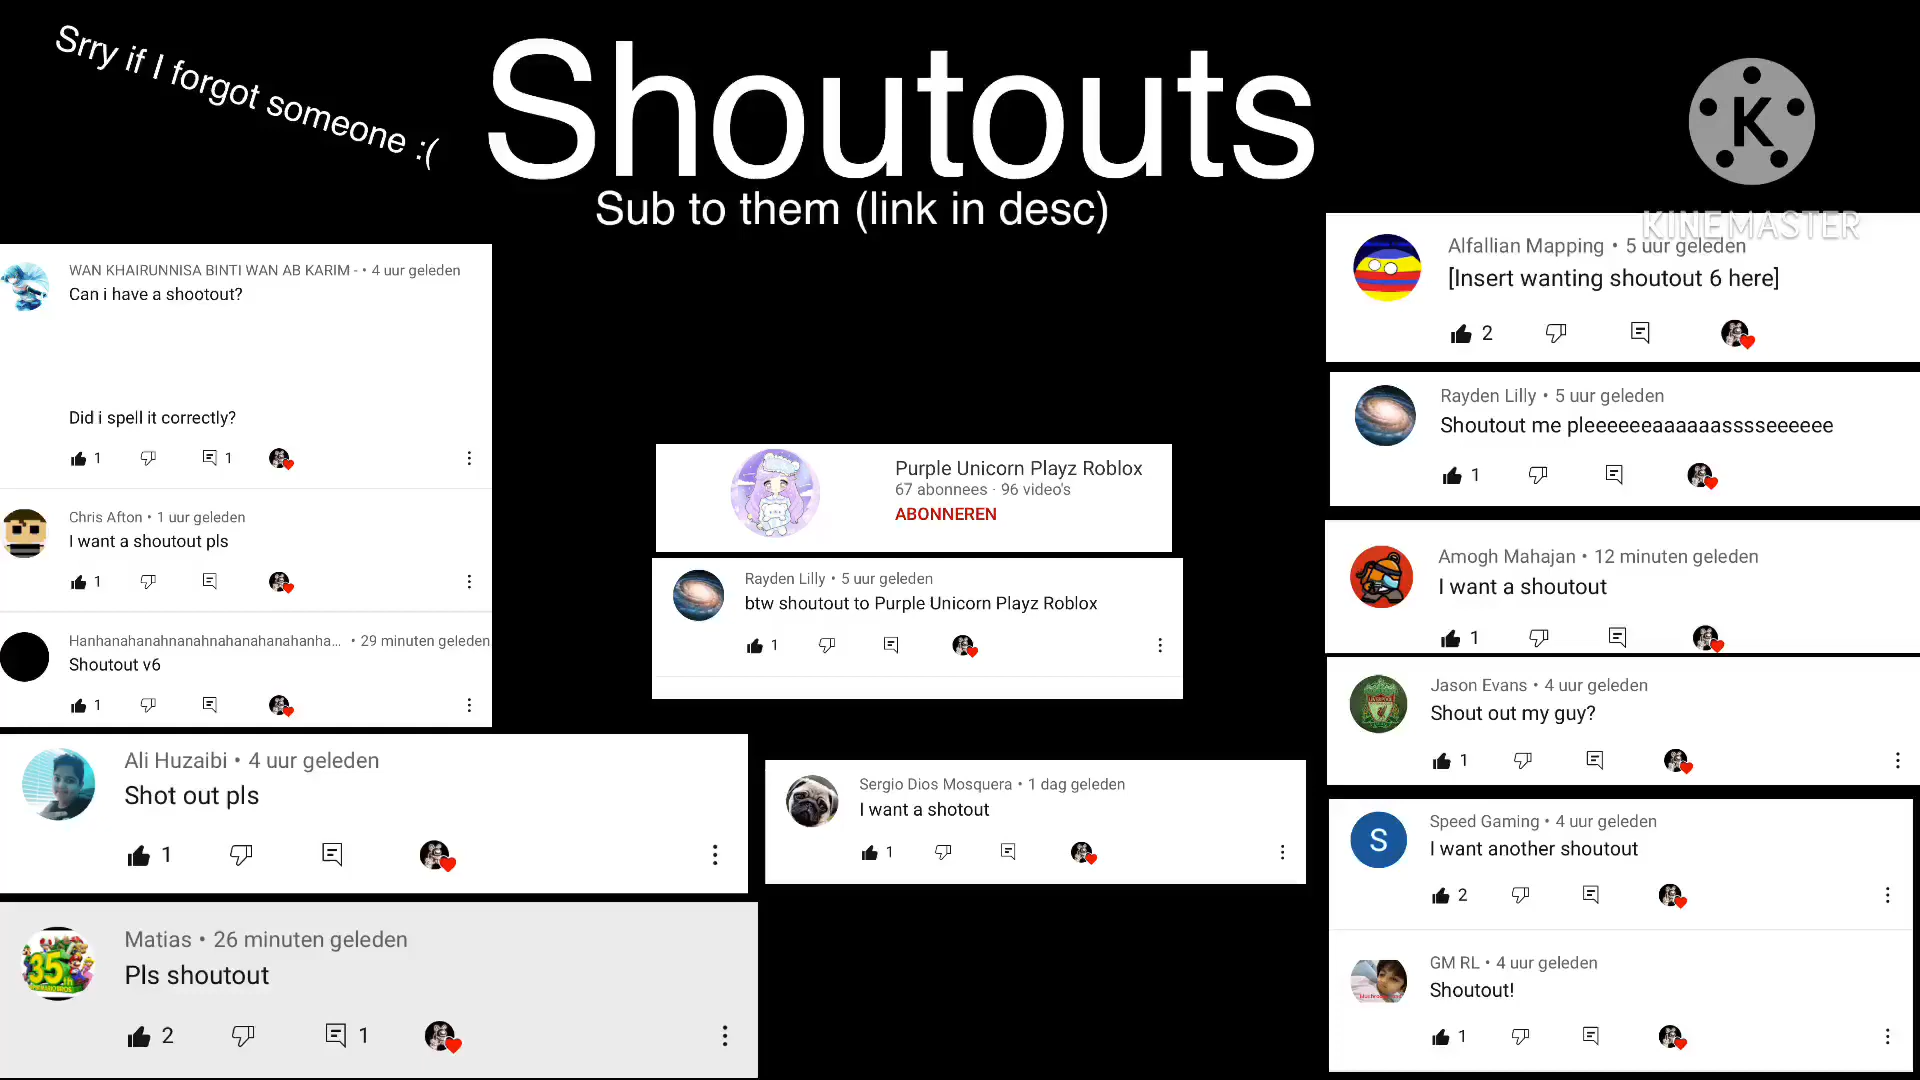 Srry if I forgot someone :(
Shoutouts
Sub to them (link in desc)
K
KINEMASTER
WAN KHAIRUNNISA BINTI WAN AB KARIM - • 4 uur geleden
Can i have a shootout?
Did i spell it correctly?
1
1
Chris Afton • 1 uur geleden
I want a shoutout pls
1
Hanhanahanahnanahnahanahanahanha... • 29 minuten geleden
Shoutout v6
1
Ali Huzaibi • 4 uur geleden
Shot out pls
1
35th
Matias • 26 minuten geleden
Pls shoutout
2
1
Purple Unicorn Playz Roblox
67 abonnees · 96 video's
ABONNEREN
Rayden Lilly • 5 uur geleden
btw shoutout to Purple Unicorn Playz Roblox
1
Sergio Dios Mosquera • 1 dag geleden
I want a shotout
1
Alfallian Mapping • 5 uur geleden
[Insert wanting shoutout 6 here]
2
Rayden Lilly • 5 uur geleden
Shoutout me pleeeeeeaaaaaasssseeeeee
1
Amogh Mahajan • 12 minuten geleden
I want a shoutout
1
Jason Evans • 4 uur geleden
Shout out my guy?
1
S
Speed Gaming • 4 uur geleden
I want another shoutout
2
GM RL • 4 uur geleden
Shoutout!
1